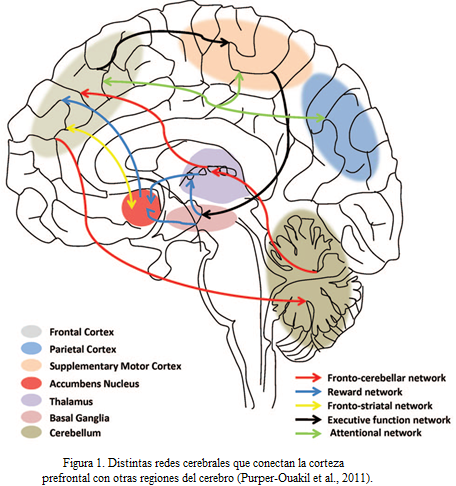 Frontal Cortex
Parietal Cortex
Supplementary Motor Cortex
Accumbens Nucleus
Thalamus
Basal Ganglia
Cerebellum
Fronto-cerebellar network
Reward network
Fronto-striatal network
Executive function network
Attentional network
Figura 1. Distintas redes cerebrales que conectan la corteza
prefrontal con otras regiones del cerebro (Purper-Ouakil et al., 2011).